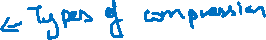 ← Types of compression